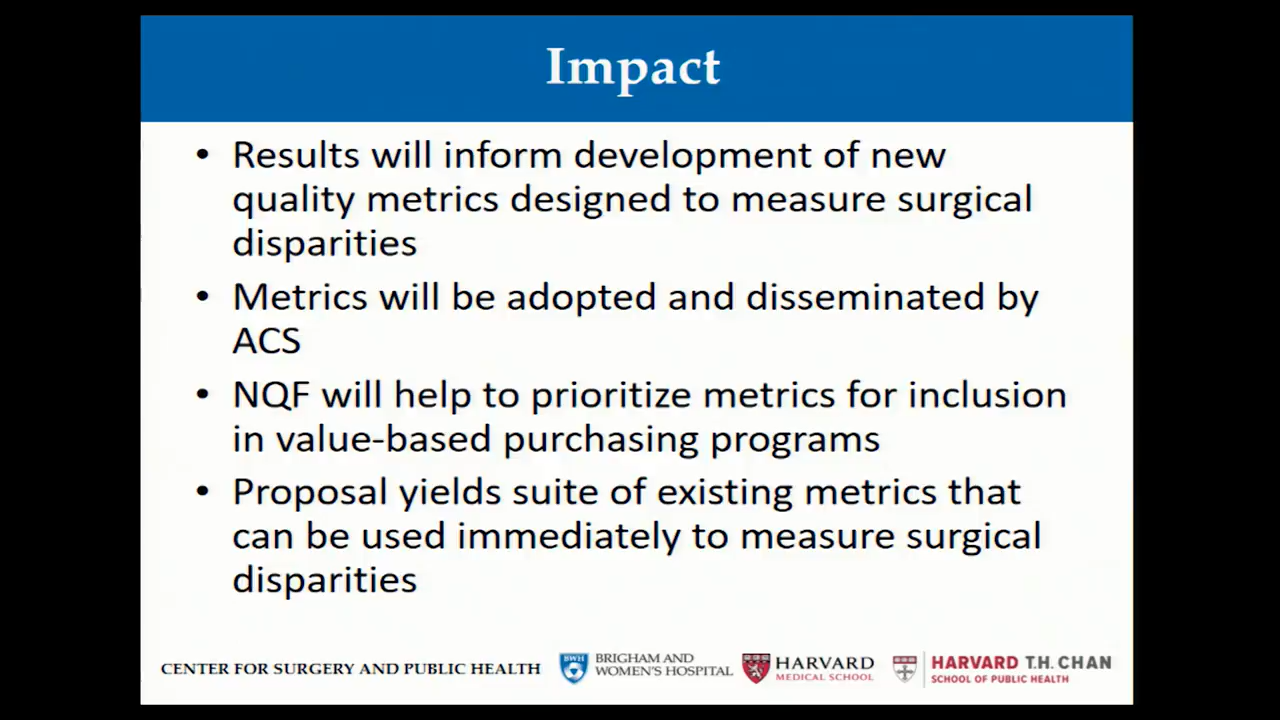 Impact
• Results will inform development of new
quality metrics designed to measure surgical
disparities
• Metrics will be adopted and disseminated by
ACS
• NQF will help to prioritize metrics for inclusion
in value-based purchasing programs
• Proposal yields suite of existing metrics that
can be used immediately to measure surgical
disparities
CENTER FOR SURGERY AND PUBLIC HEALTH
BWH
BRIGHAM AND
WOMEN'S HOSPITAL
HARVARD
MEDICAL SCHOOL
HARVARD T.H. CHAN
SCHOOL OF PUBLIC HEALTH